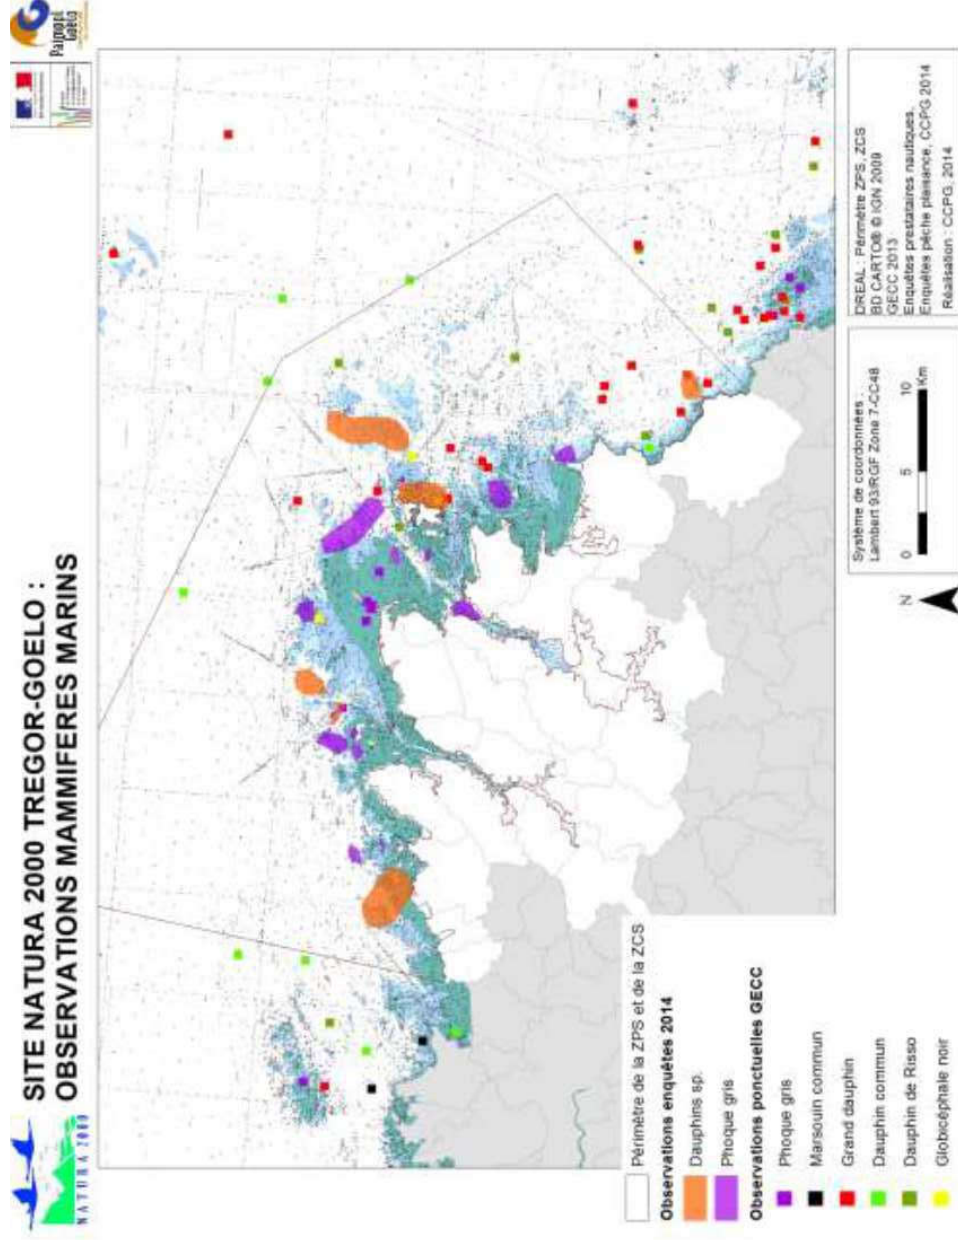 SITE NATURA 2000 TREGOR-GOELO :
OBSERVATIONS MAMMIFERES MARINS
NATURA 2000
Paimpol
Goëlo
Périmètre de la ZPS et de la ZCS
Observations enquêtes 2014
Dauphins sp.
Phoque gris
Observations ponctuelles GECC
Phoque gris
Marsouin commun
Grand dauphin
Dauphin commun
Dauphin de Risso
Globicéphale noir
N
Système de coordonnées :
Lambert 93/RGF Zone 7-CC48
0 5 10
Km
DREAL : Périmètre ZPS, ZCS
BD CARTO® © IGN 2009
GECC 2013
Enquêtes prestataires nautiques,
Enquêtes pêche plaisance, CCPG 2014
Réalisation : CCPG, 2014